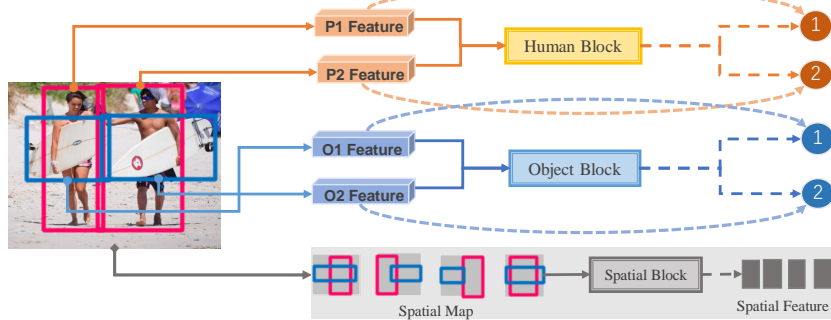 P1 Feature
1
Human Block
P2 Feature
2
O1 Feature
1
Object Block
O2 Feature
2
Spatial Block
Spatial Map
Spatial Feature